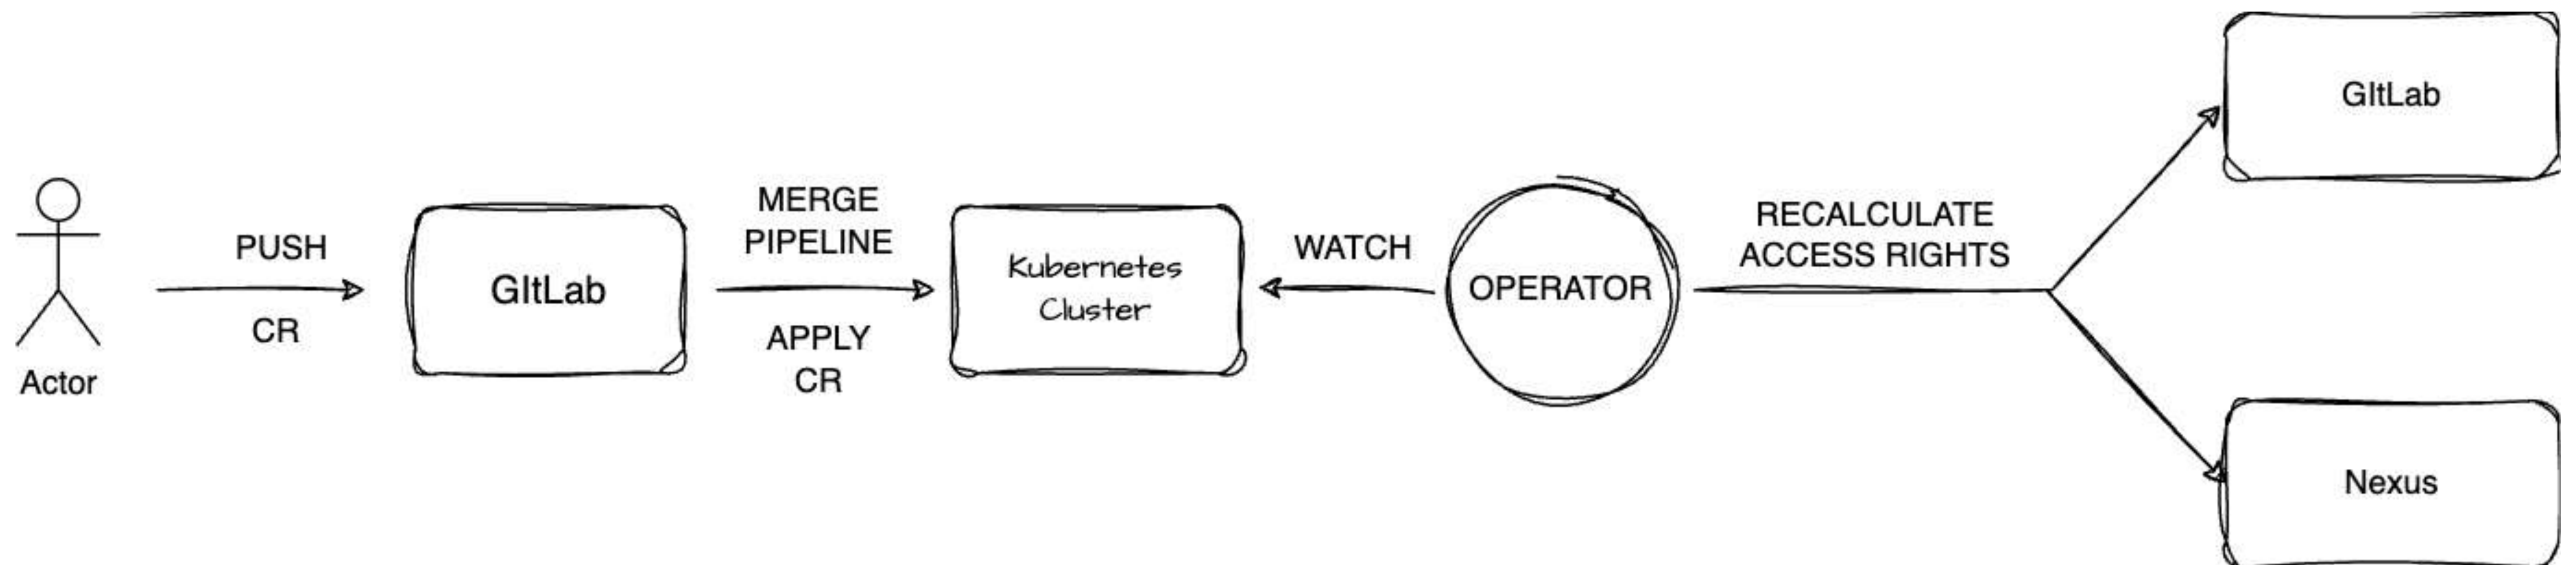 Actor
PUSH
CR
GItLab
MERGE
PIPELINE
APPLY
CR
Kubernetes
Cluster
WATCH
OPERATOR
RECALCULATE
ACCESS RIGHTS
GItLab
Nexus